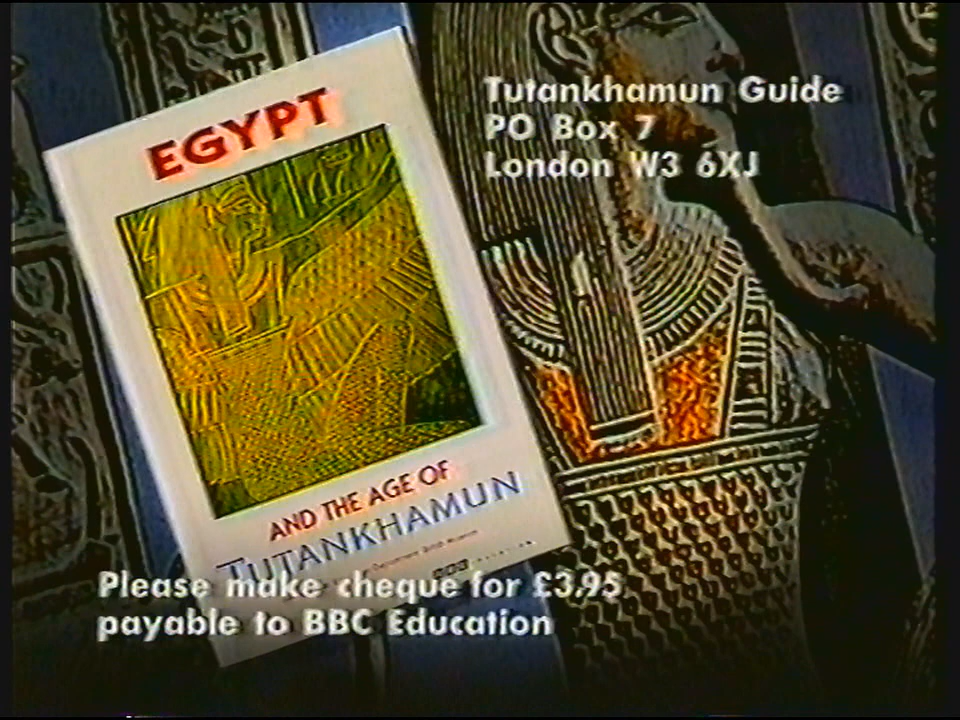 EGYPT
AND THE AGE OF
TUTANKHAMUN
Tutankhamun Guide
PO Box 7
London W3 6XJ
Please make cheque for £3.95
payable to BBC Education